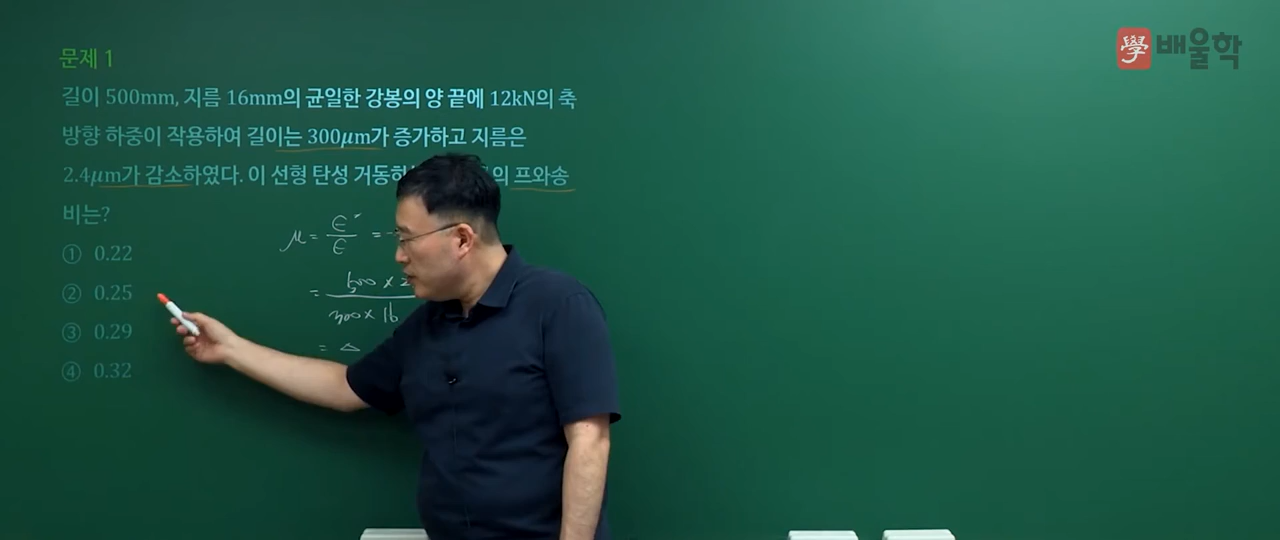 學 배울학
문제 1
길이 500mm, 지름 16mm의 균일한 강봉의 양 끝에 12kN의 축
방향 하중이 작용하여 길이는 300μm가 증가하고 지름은
2.4μm가 감소하였다. 이 선형 탄성 거동하 의 프와송
비는?
① 0.22
② 0.25
③ 0.29
④ 0.32
μ = ϵ' / ϵ = -
= 500 × 2 / 300 × 16
= △